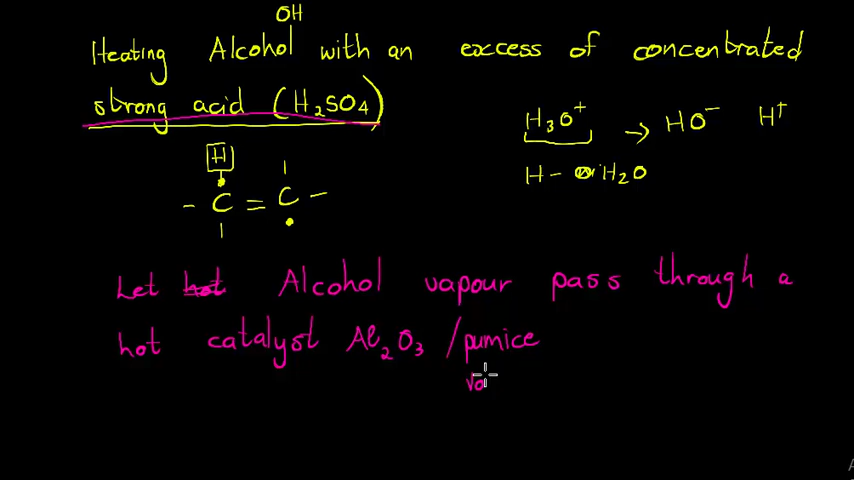 OH
Heating Alcohol with an excess of concentrated
strong acid (H₂SO₄)
H₃O⁺ → HO⁻ H⁺
H - H₂O
H
- C = C -
Let hot Alcohol vapour pass through a
hot catalyst Al₂O₃ /pumice
vo